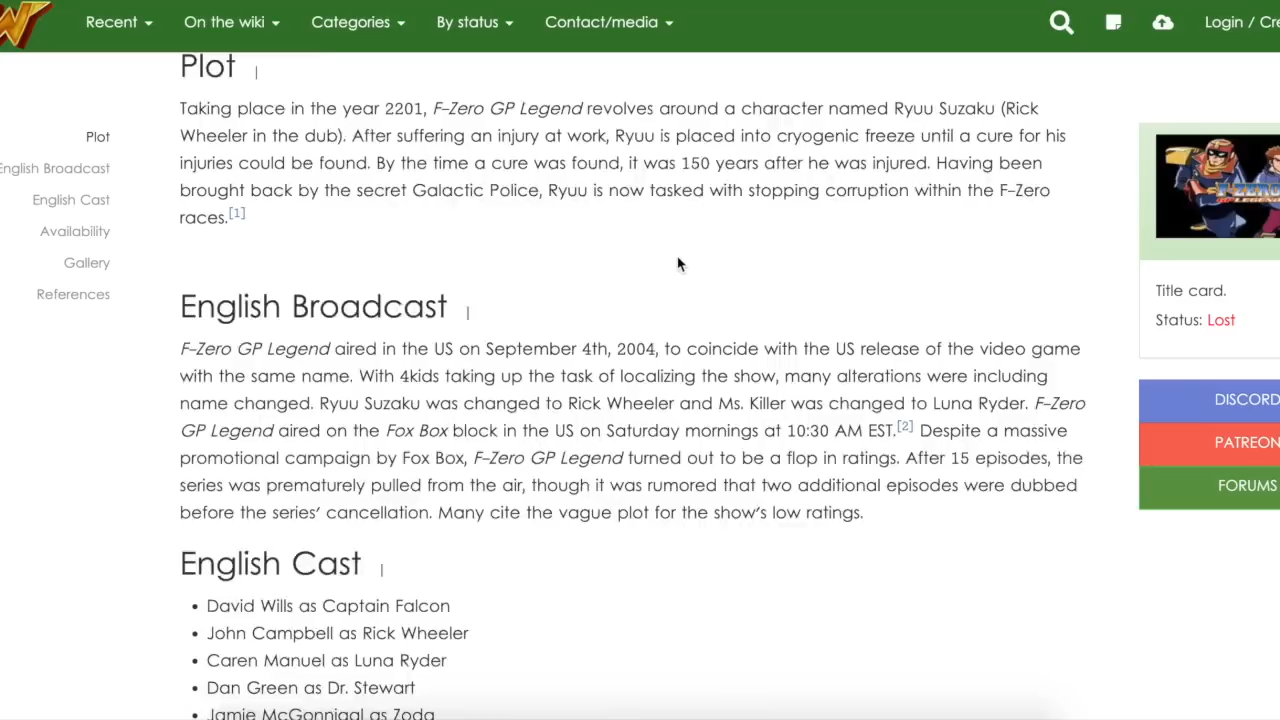 W
Recent On the wiki Categories By status Contact/media Login / Cre
Plot
Taking place in the year 2201, F-Zero GP Legend revolves around a character named Ryuu Suzaku (Rick
Wheeler in the dub). After suffering an injury at work, Ryuu is placed into cryogenic freeze until a cure for his
injuries could be found. By the time a cure was found, it was 150 years after he was injured. Having been
brought back by the secret Galactic Police, Ryuu is now tasked with stopping corruption within the F-Zero
races.[1]
Plot
English Broadcast
English Cast
Availability
Gallery
References
English Broadcast
F-Zero GP Legend aired in the US on September 4th, 2004, to coincide with the US release of the video game
with the same name. With 4kids taking up the task of localizing the show, many alterations were including
name changed. Ryuu Suzaku was changed to Rick Wheeler and Ms. Killer was changed to Luna Ryder. F-Zero
GP Legend aired on the Fox Box block in the US on Saturday mornings at 10:30 AM EST.[2] Despite a massive
promotional campaign by Fox Box, F-Zero GP Legend turned out to be a flop in ratings. After 15 episodes, the
series was prematurely pulled from the air, though it was rumored that two additional episodes were dubbed
before the series' cancellation. Many cite the vague plot for the show's low ratings.
English Cast
David Wills as Captain Falcon
John Campbell as Rick Wheeler
Caren Manuel as Luna Ryder
Dan Green as Dr. Stewart
Jamie McGonnigal as Zoda
F-ZERO
GP LEGEN
Title card.
Status: Lost
DISCORD
PATREON
FORUMS